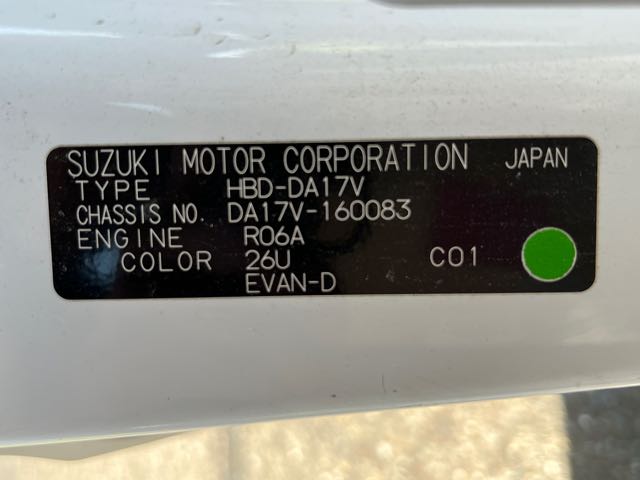 SUZUKI MOTOR CORPORATION JAPAN
TYPE HBD-DA17V
CHASSIS NO. DA17V-160083
ENGINE R06A
COLOR 26U C01
EVAN-D